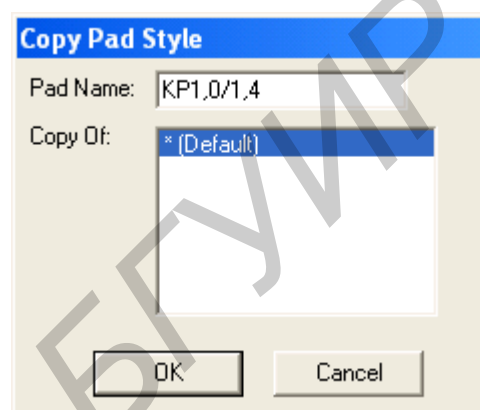 Copy Pad Style
Pad Name: KP1,0/1,4
Copy Of: * (Default)
OK Cancel
БГУИР